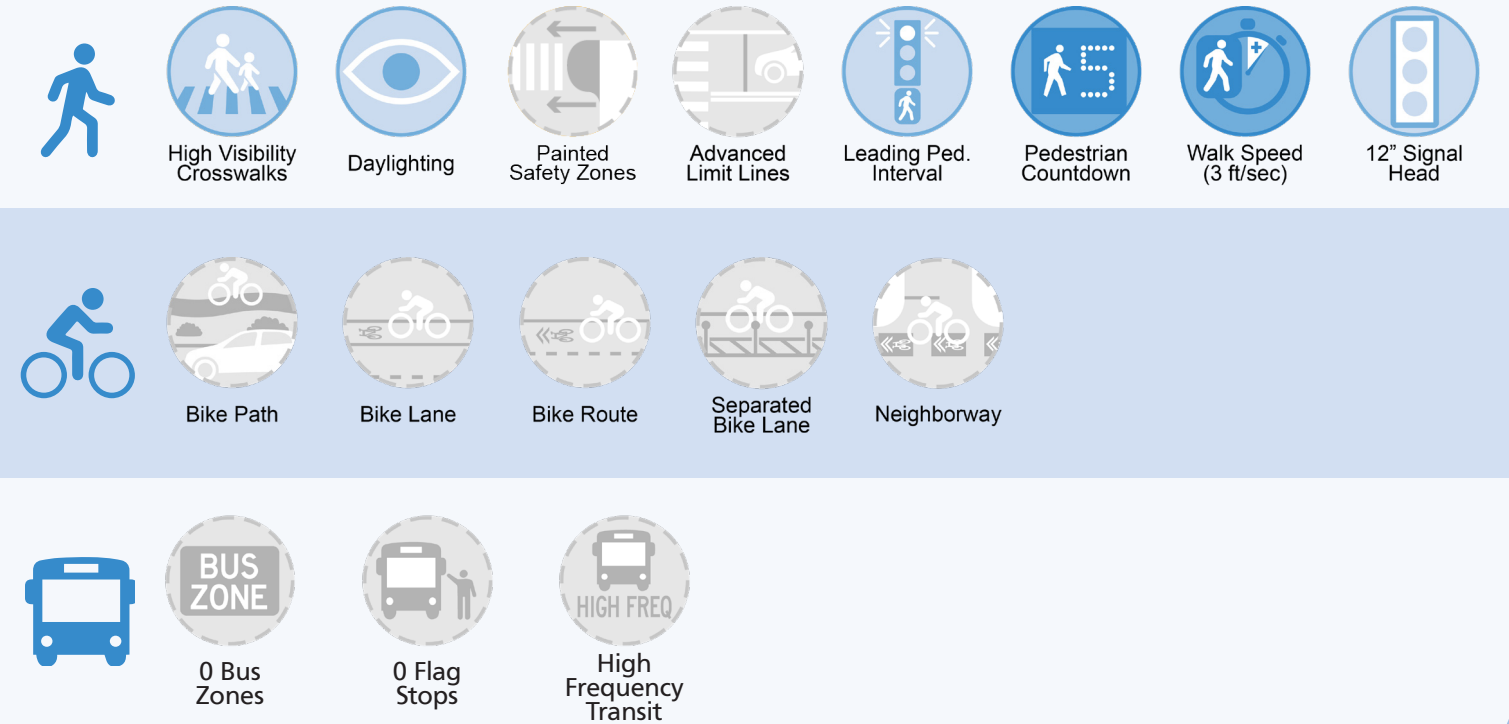 High Visibility
Crosswalks
Daylighting
Painted
Safety Zones
Advanced
Limit Lines
Leading Ped.
Interval
5
Pedestrian
Countdown
Walk Speed
(3 ft/sec)
12” Signal
Head
Bike Path
Bike Lane
Bike Route
Separated
Bike Lane
Neighborway
BUS
ZONE
0 Bus
Zones
0 Flag
Stops
HIGH FREQ
High
Frequency
Transit